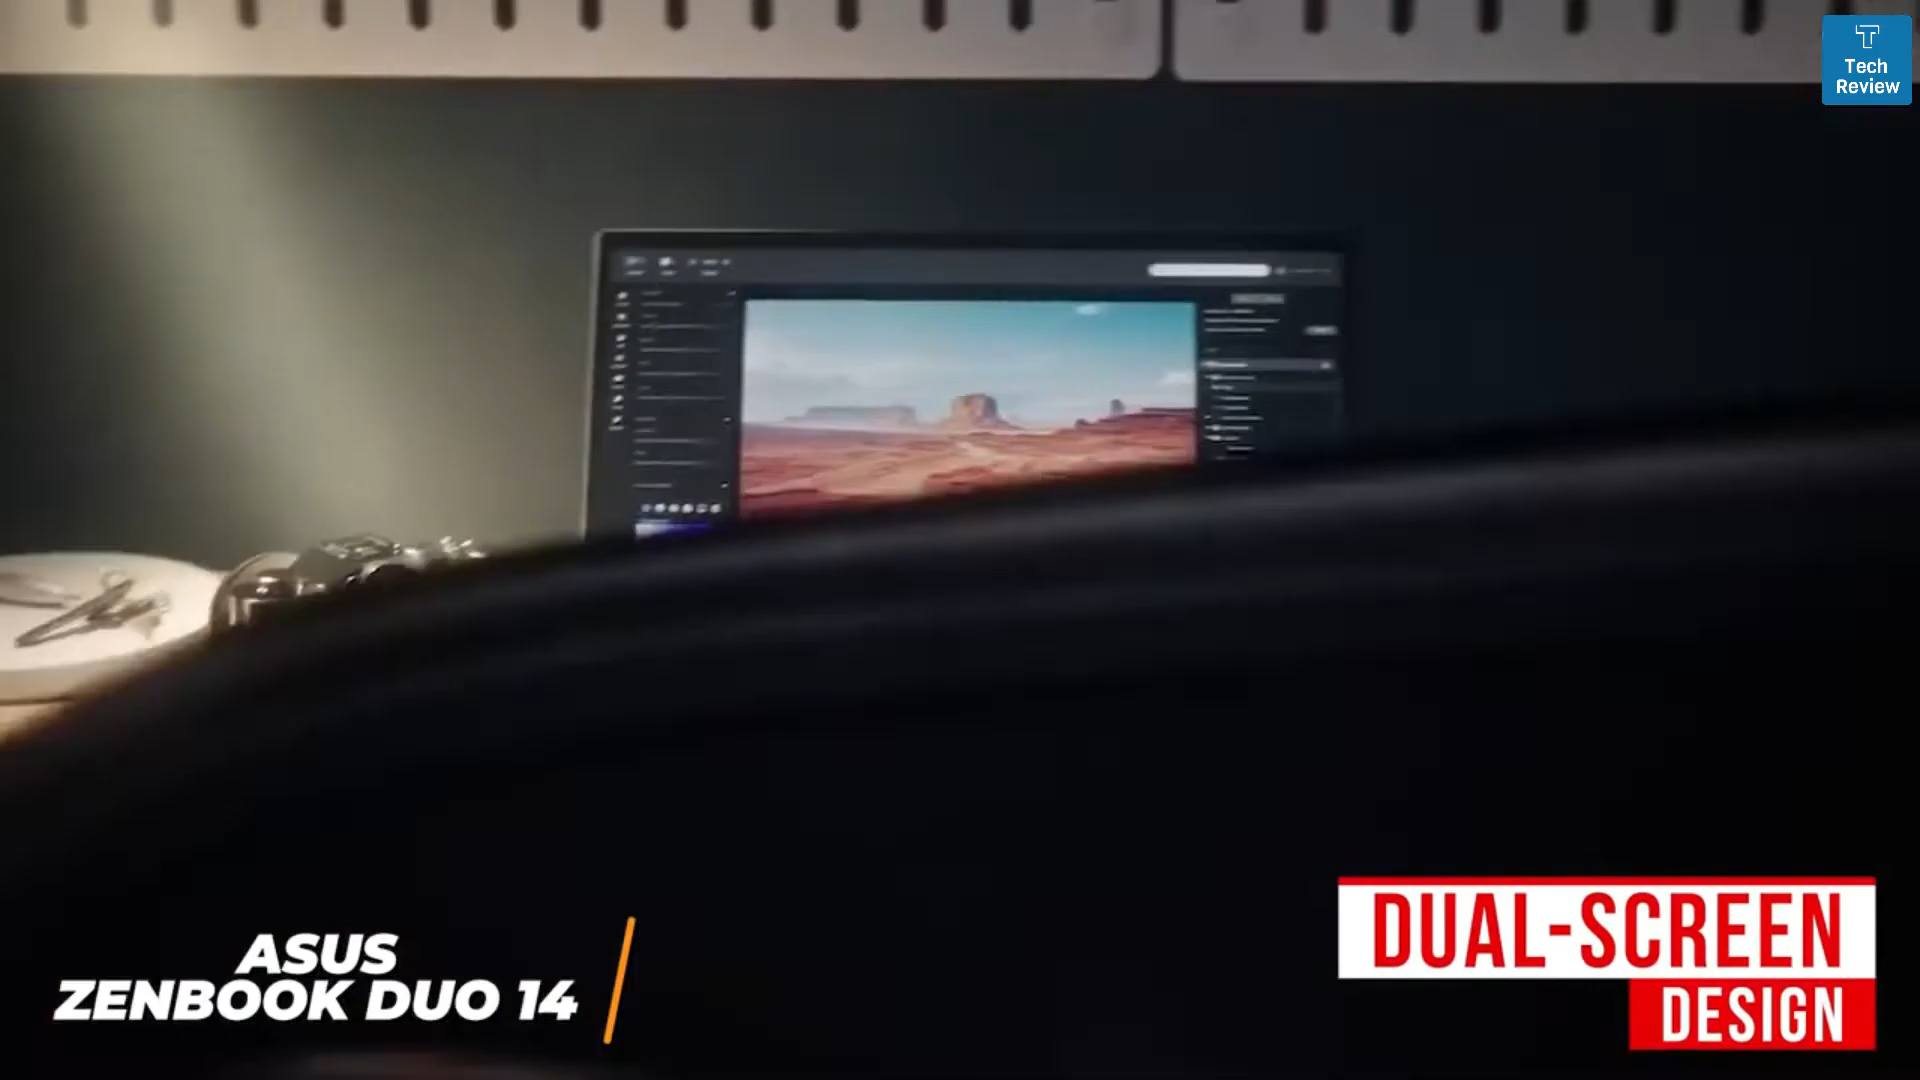 Tech
Review
ASUS
ZENBOOK DUO 14
DUAL-SCREEN
DESIGN